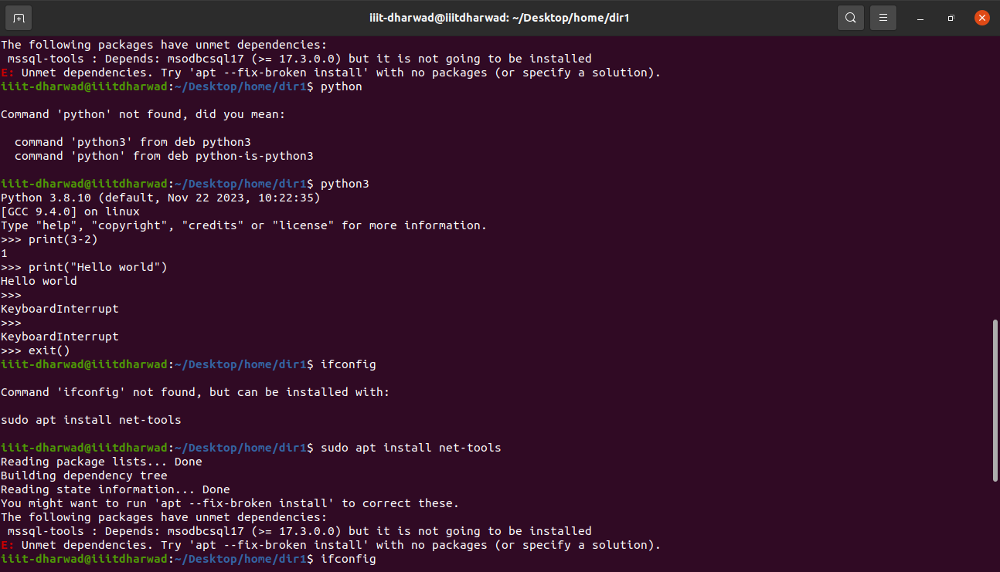 iiit-dharwad@iiitdharwad: ~/Desktop/home/dir1
The following packages have unmet dependencies:
 mssql-tools : Depends: msodbcsql17 (>= 17.3.0.0) but it is not going to be installed
E: Unmet dependencies. Try 'apt --fix-broken install' with no packages (or specify a solution).
iiit-dharwad@iiitdharwad:~/Desktop/home/dir1$ python
Command 'python' not found, did you mean:
  command 'python3' from deb python3
  command 'python' from deb python-is-python3
iiit-dharwad@iiitdharwad:~/Desktop/home/dir1$ python3
Python 3.8.10 (default, Nov 22 2023, 10:22:35)
[GCC 9.4.0] on linux
Type "help", "copyright", "credits" or "license" for more information.
>>> print(3-2)
1
>>> print("Hello world")
Hello world
>>>
KeyboardInterrupt
>>>
KeyboardInterrupt
>>> exit()
iiit-dharwad@iiitdharwad:~/Desktop/home/dir1$ ifconfig
Command 'ifconfig' not found, but can be installed with:
sudo apt install net-tools
iiit-dharwad@iiitdharwad:~/Desktop/home/dir1$ sudo apt install net-tools
Reading package lists... Done
Building dependency tree
Reading state information... Done
You might want to run 'apt --fix-broken install' to correct these.
The following packages have unmet dependencies:
 mssql-tools : Depends: msodbcsql17 (>= 17.3.0.0) but it is not going to be installed
E: Unmet dependencies. Try 'apt --fix-broken install' with no packages (or specify a solution).
iiit-dharwad@iiitdharwad:~/Desktop/home/dir1$ ifconfig